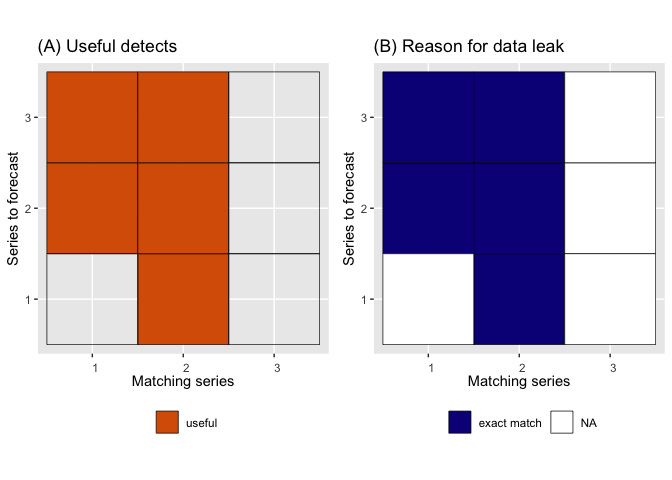 (A) Useful detects
Series to forecast
3
2
1
1 2 3
Matching series
useful
(B) Reason for data leak
Series to forecast
3
2
1
1 2 3
Matching series
exact match NA